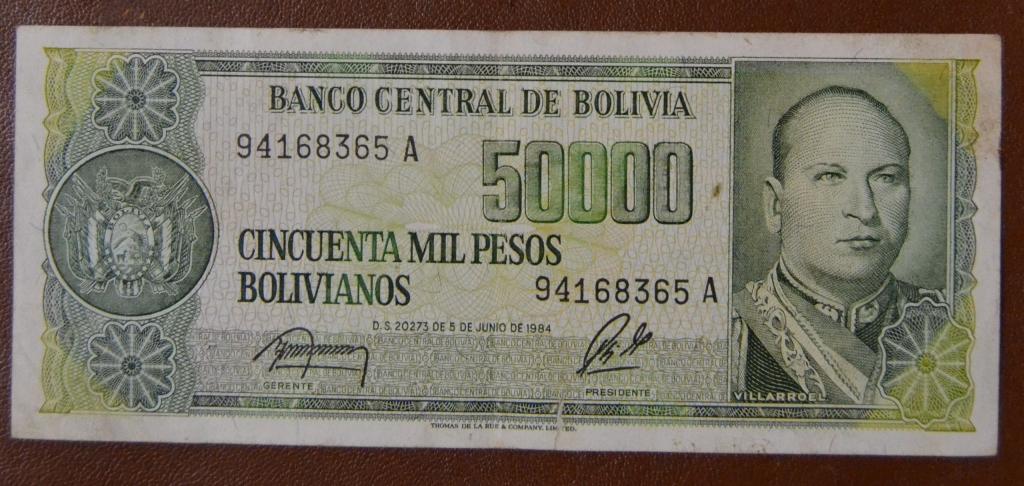 BANCO CENTRAL DE BOLIVIA
94168365 A
50000
CINCUENTA MIL PESOS
BOLIVIANOS
94168365 A
D.S. 20273 DE 5 DE JUNIO DE 1984
GERENTE
PRESIDENTE
VILLARROEL
THOMAS DE LA RUE & COMPANY, LIMITED.